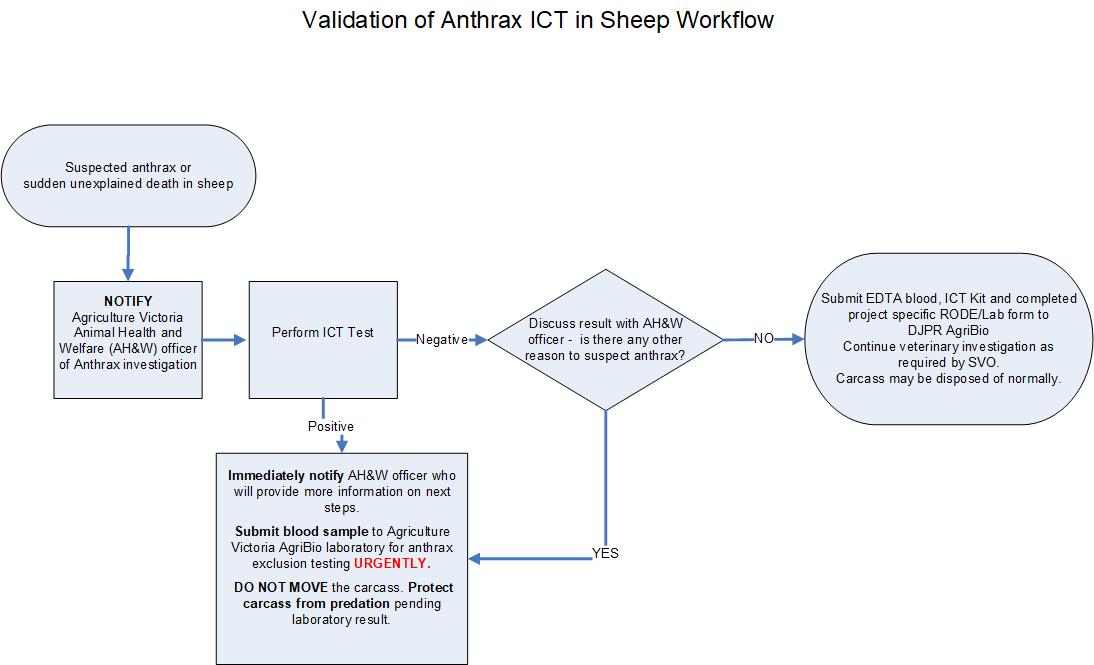 Validation of Anthrax ICT in Sheep Workflow
Suspected anthrax or
sudden unexplained death in sheep
NOTIFY
Agriculture Victoria
Animal Health and
Welfare (AH&W) officer
of Anthrax investigation
Perform ICT Test
Negative
Discuss result with AH&W
officer - is there any other
reason to suspect anthrax?
NO
Submit EDTA blood, ICT Kit and completed
project specific RODE/Lab form to
DJPR AgriBio
Continue veterinary investigation as
required by SVO.
Carcass may be disposed of normally.
Positive
Immediately notify AH&W officer who
will provide more information on next
steps.
Submit blood sample to Agriculture
Victoria AgriBio laboratory for anthrax
exclusion testing URGENTLY.
DO NOT MOVE the carcass. Protect
carcass from predation pending
laboratory result.
YES